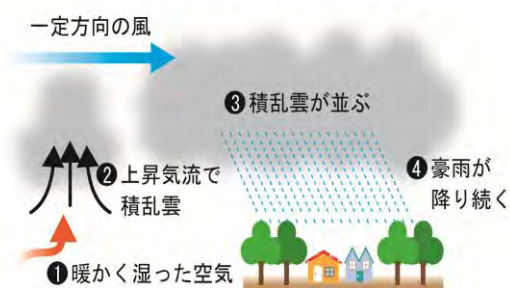 一定方向の風
❸積乱雲が並ぶ
❷上昇気流で
積乱雲
❹豪雨が
降り続く
❶暖かく湿った空気